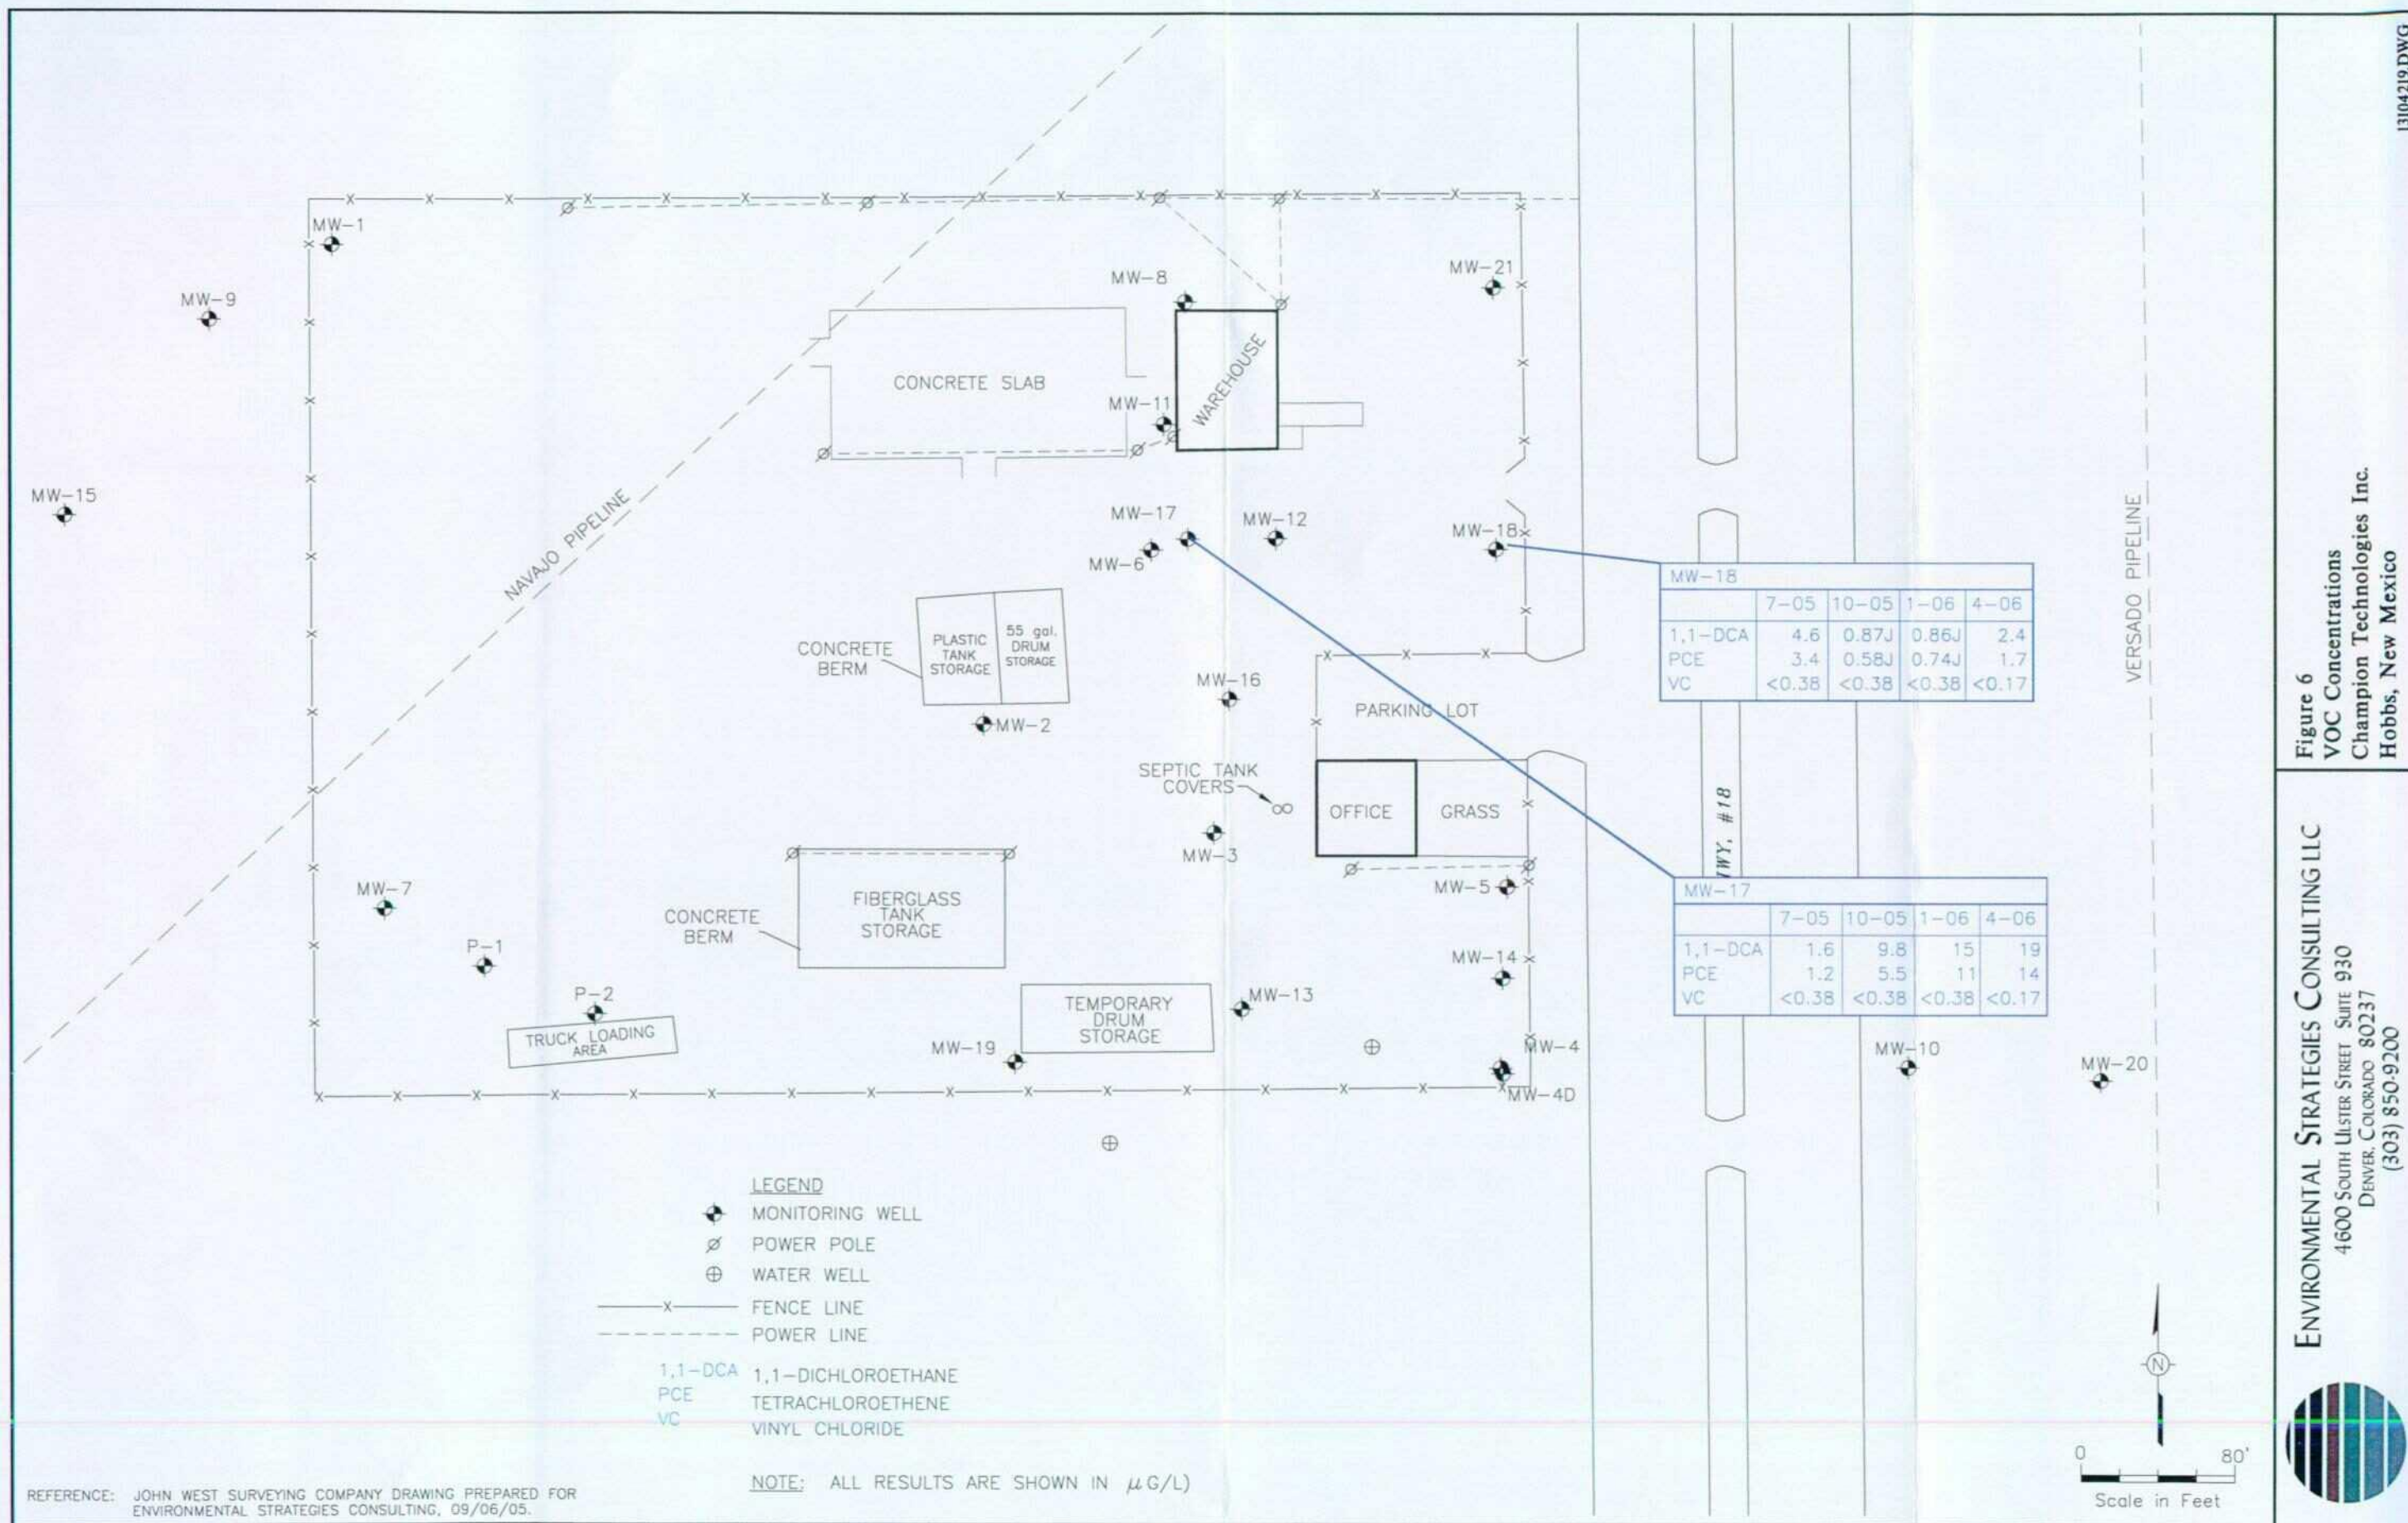 MW-1
MW-9
MW-15
MW-8
MW-21
CONCRETE SLAB
WAREHOUSE
MW-11
NAVAJO PIPELINE
MW-17
MW-12
MW-6
MW-18
VERSADO PIPELINE
MW-18
7-05 10-05 1-06 4-06
1,1-DCA 4.6 0.87J 0.86J 2.4
PCE 3.4 0.58J 0.74J 1.7
VC <0.38 <0.38 <0.38 <0.17
CONCRETE
BERM
PLASTIC
TANK
STORAGE
55 gal.
DRUM
STORAGE
MW-2
MW-16
PARKING LOT
SEPTIC TANK
COVERS
OFFICE
GRASS
MW-3
MW-5
HWY, #18
MW-17
7-05 10-05 1-06 4-06
1,1-DCA 1.6 9.8 15 19
PCE 1.2 5.5 11 14
VC <0.38 <0.38 <0.38 <0.17
MW-7
P-1
P-2
TRUCK LOADING
AREA
CONCRETE
BERM
FIBERGLASS
TANK
STORAGE
TEMPORARY
DRUM
STORAGE
MW-13
MW-14
MW-19
MW-4
MW-4D
MW-10
MW-20
LEGEND
MONITORING WELL
POWER POLE
WATER WELL
X FENCE LINE
POWER LINE
1,1-DCA 1,1-DICHLOROETHANE
PCE TETRACHLOROETHENE
VC VINYL CHLORIDE
NOTE: ALL RESULTS ARE SHOWN IN μG/L)
REFERENCE: JOHN WEST SURVEYING COMPANY DRAWING PREPARED FOR
ENVIRONMENTAL STRATEGIES CONSULTING, 09/06/05.
N
0 80'
Scale in Feet
13104219.DWG
Figure 6
VOC Concentrations
Champion Technologies Inc.
Hobbs, New Mexico
ENVIRONMENTAL STRATEGIES CONSULTING LLC
4600 SOUTH ULSTER STREET SUITE 930
DENVER, COLORADO 80237
(303) 850-9200